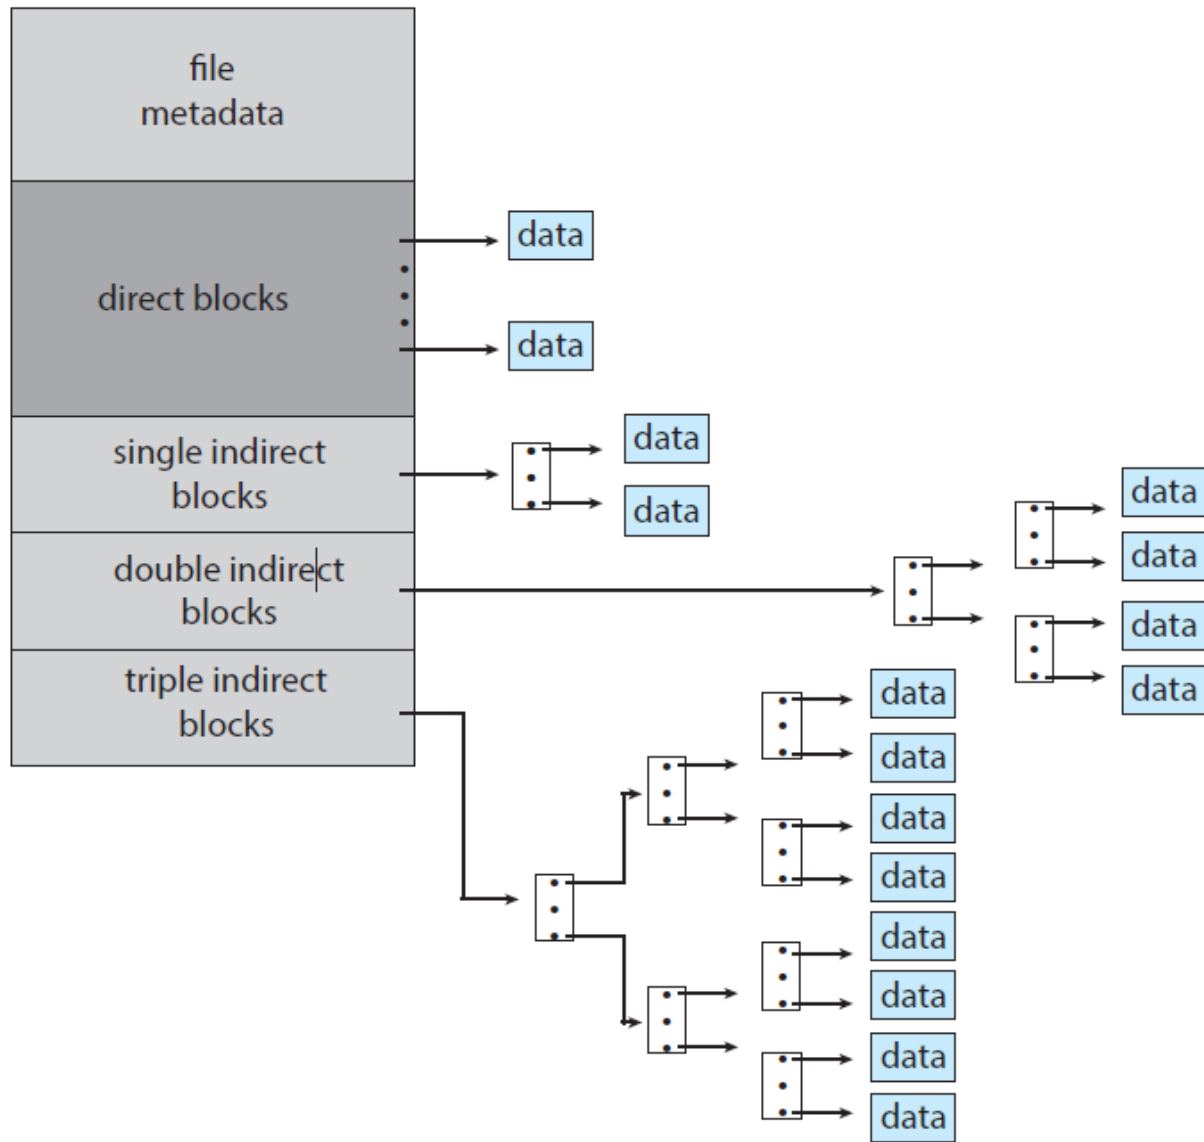 file
metadata
direct blocks
data
data
single indirect
blocks
data
data
double indirect
blocks
data
data
data
data
triple indirect
blocks
data
data
data
data
data
data
data
data